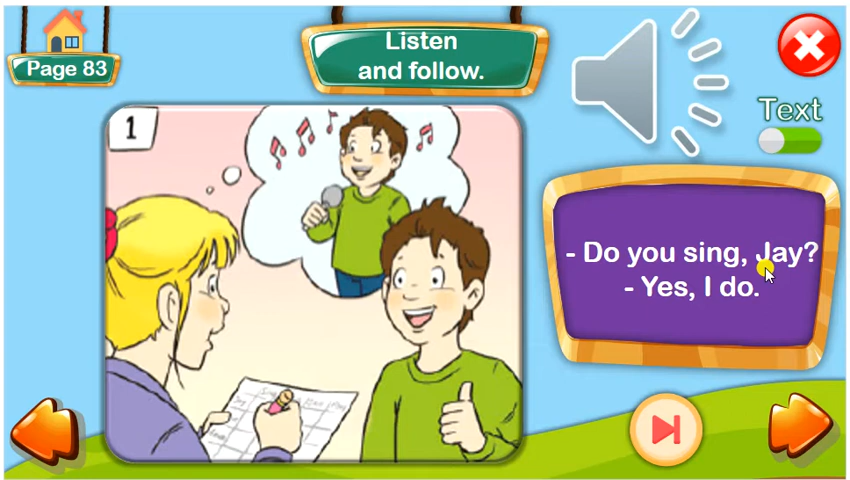 Page 83
Listen
and follow.
Text
1
- Do you sing, Jay?
- Yes, I do.